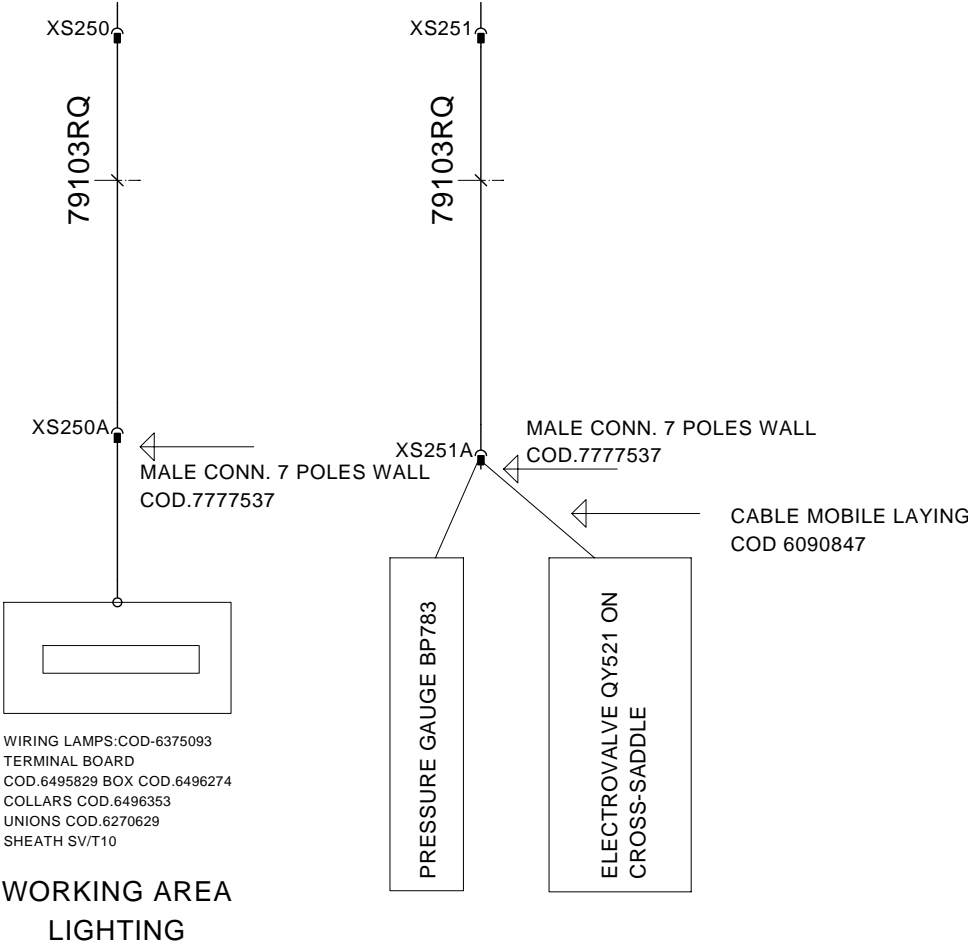 XS250
79103RQ
XS250A
MALE CONN. 7 POLES WALL
COD.7777537
WIRING LAMPS:COD-6375093
TERMINAL BOARD
COD.6495829 BOX COD.6496274
COLLARS COD.6496353
UNIONS COD.6270629
SHEATH SV/T10
WORKING AREA
LIGHTING
XS251
79103RQ
XS251A
MALE CONN. 7 POLES WALL
COD.7777537
CABLE MOBILE LAYING
COD 6090847
PRESSURE GAUGE BP783
ELECTROVALVE QY521 ON
CROSS-SADDLE